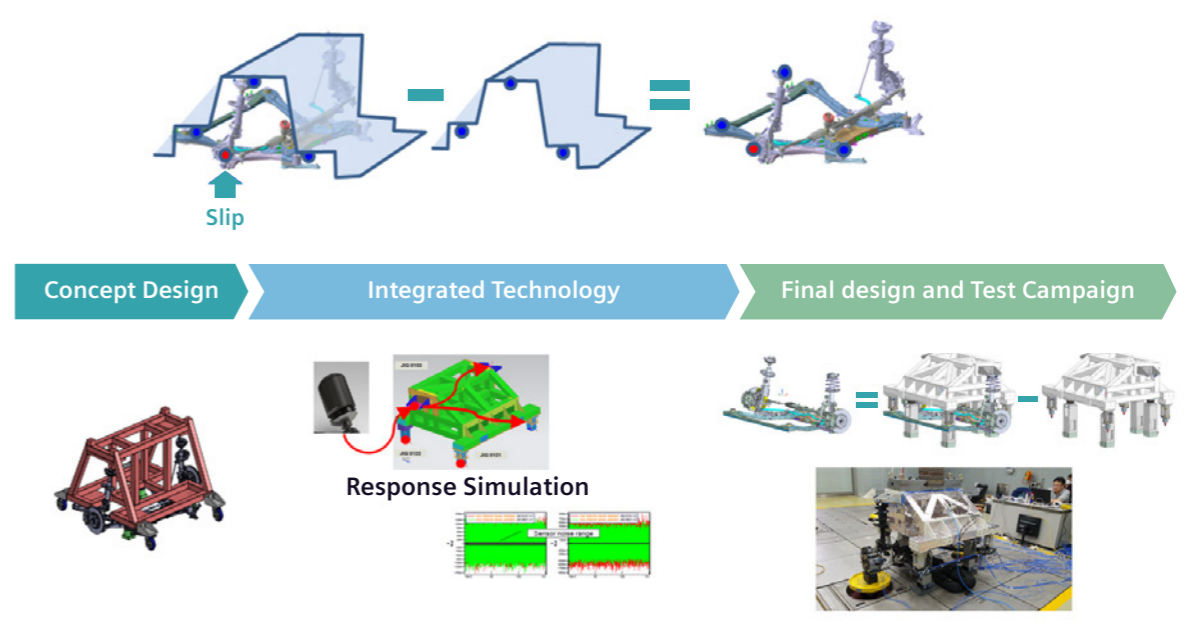 Slip
Concept Design
Integrated Technology
Final design and Test Campaign
Response Simulation
Sensor noise range